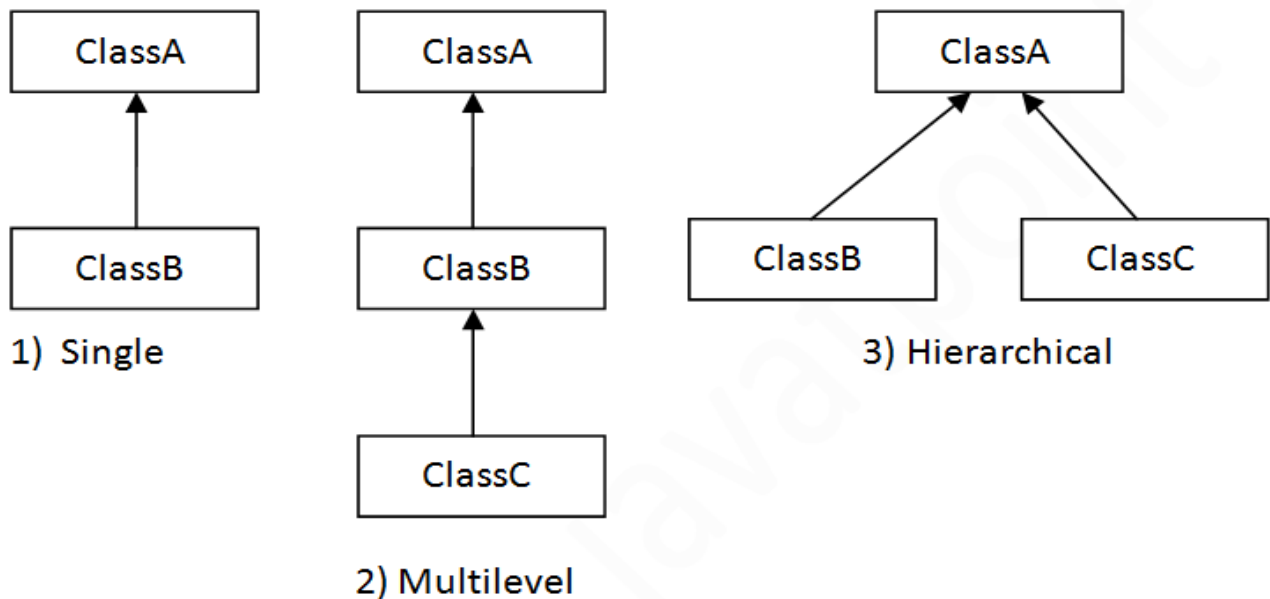 ClassA
ClassB
1) Single
ClassA
ClassB
ClassC
2) Multilevel
ClassA
ClassB
ClassC
3) Hierarchical